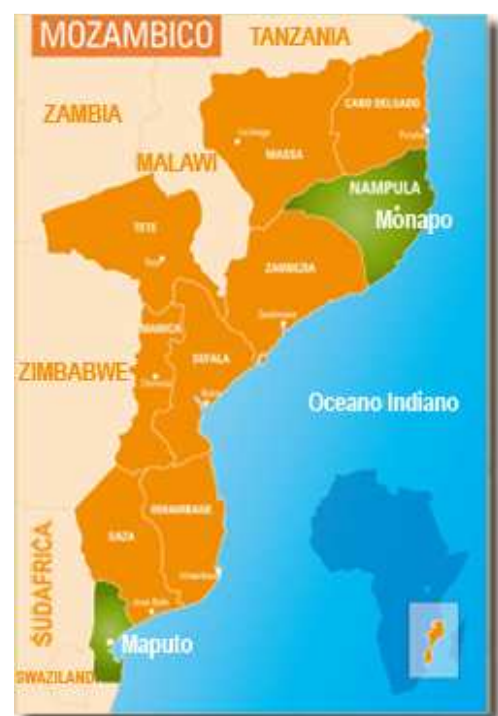 MOZAMBICO
TANZANIA
ZAMBIA
CABO DELGADO
MALAWI
NAMPULA
Monapo
TETE
Tete
ZAMBEZIA
MANICA
SOFALA
ZIMBABWE
Oceano Indiano
INHAMBANE
GAZA
SUDAFRICA
Maputo
SWAZILAND